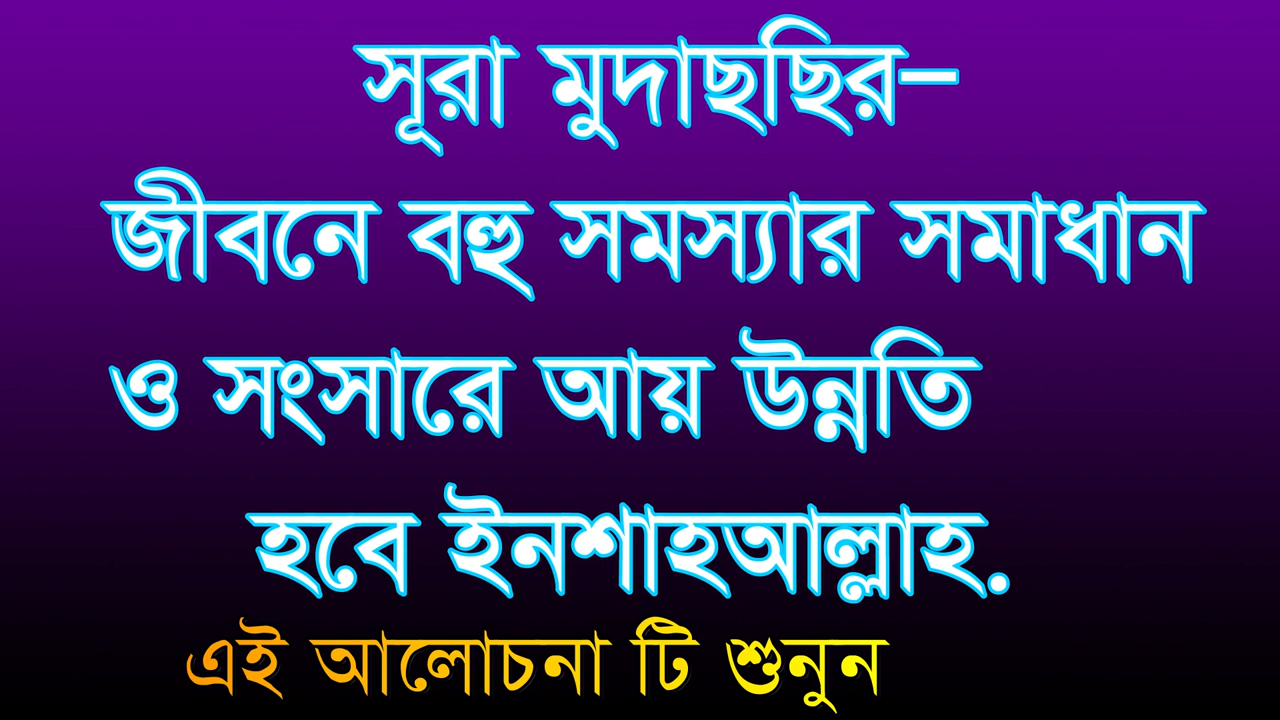 সূরা মুদাছছির–
জীবনে বহু সমস্যার সমাধান
ও সংসারে আয় উন্নতি
হবে ইনশাহআল্লাহ.
এই আলোচনা টি শুনুন